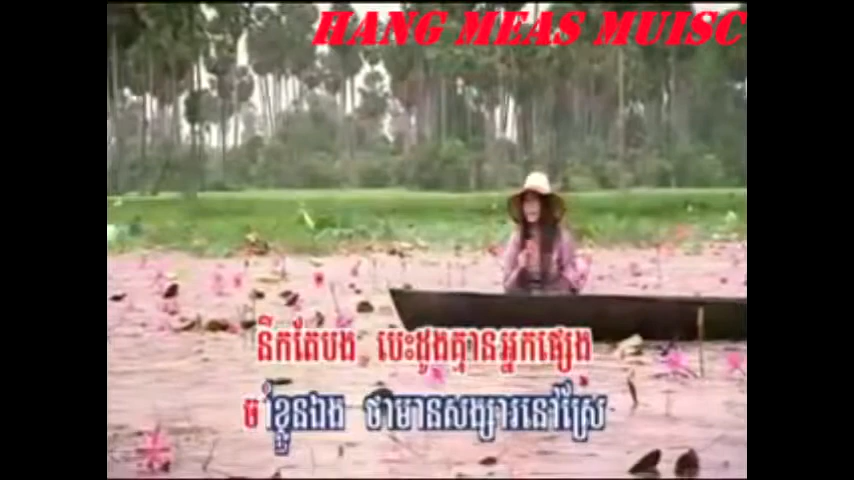 HANG MEAS MUISC
នឹកតែបង បេះដូងគ្មានអ្នកផ្សេង
ចាំខ្លួនឯង ថាមានសង្សារនៅស្រែ